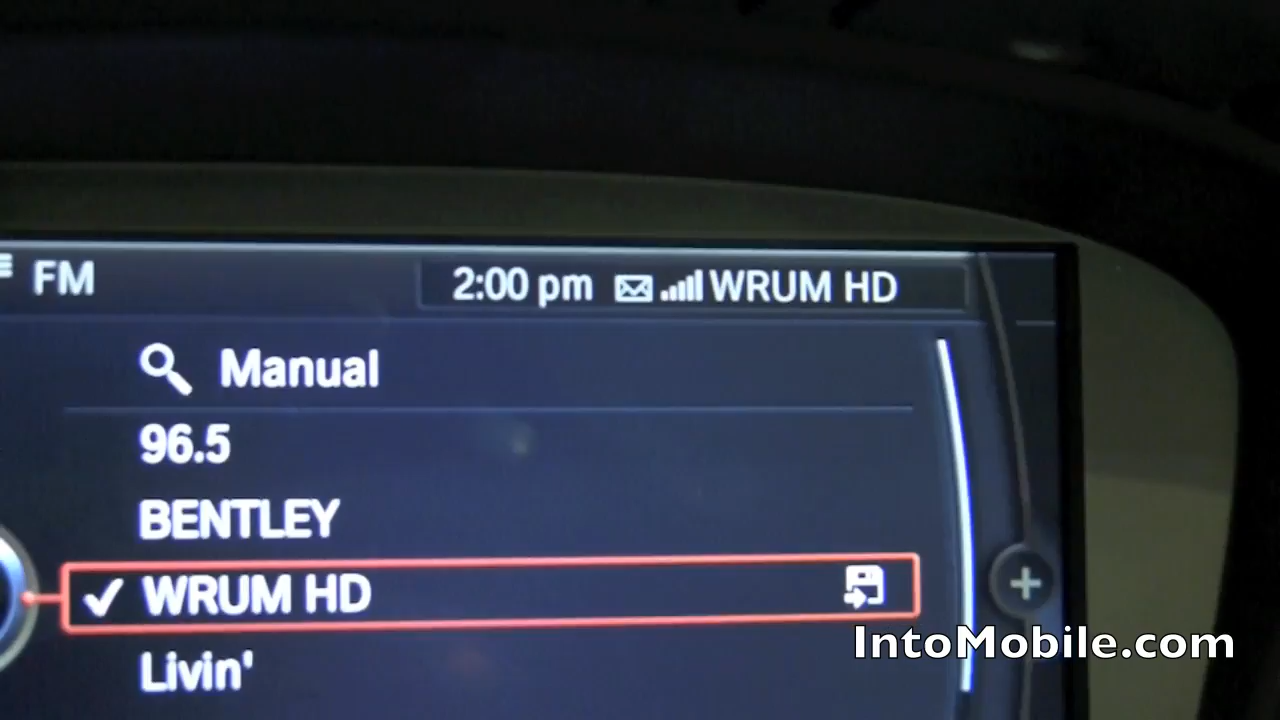 FM
2:00 pm WRUM HD
Manual
96.5
BENTLEY
WRUM HD
Livin'
IntoMobile.com